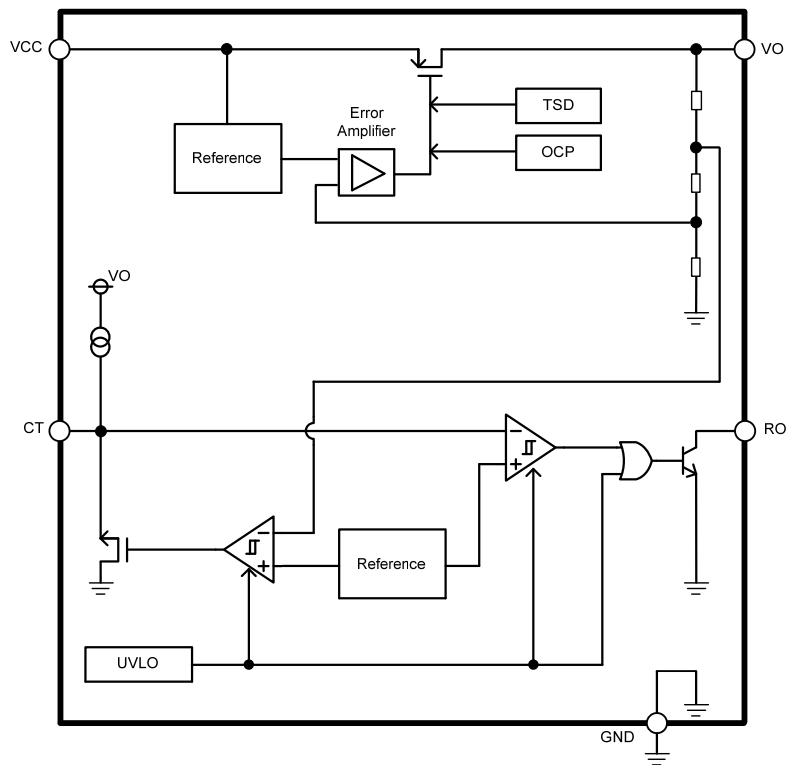 VCC
VO
TSD
Error
Amplifier
Reference
OCP
VO
CT
RO
Reference
UVLO
GND